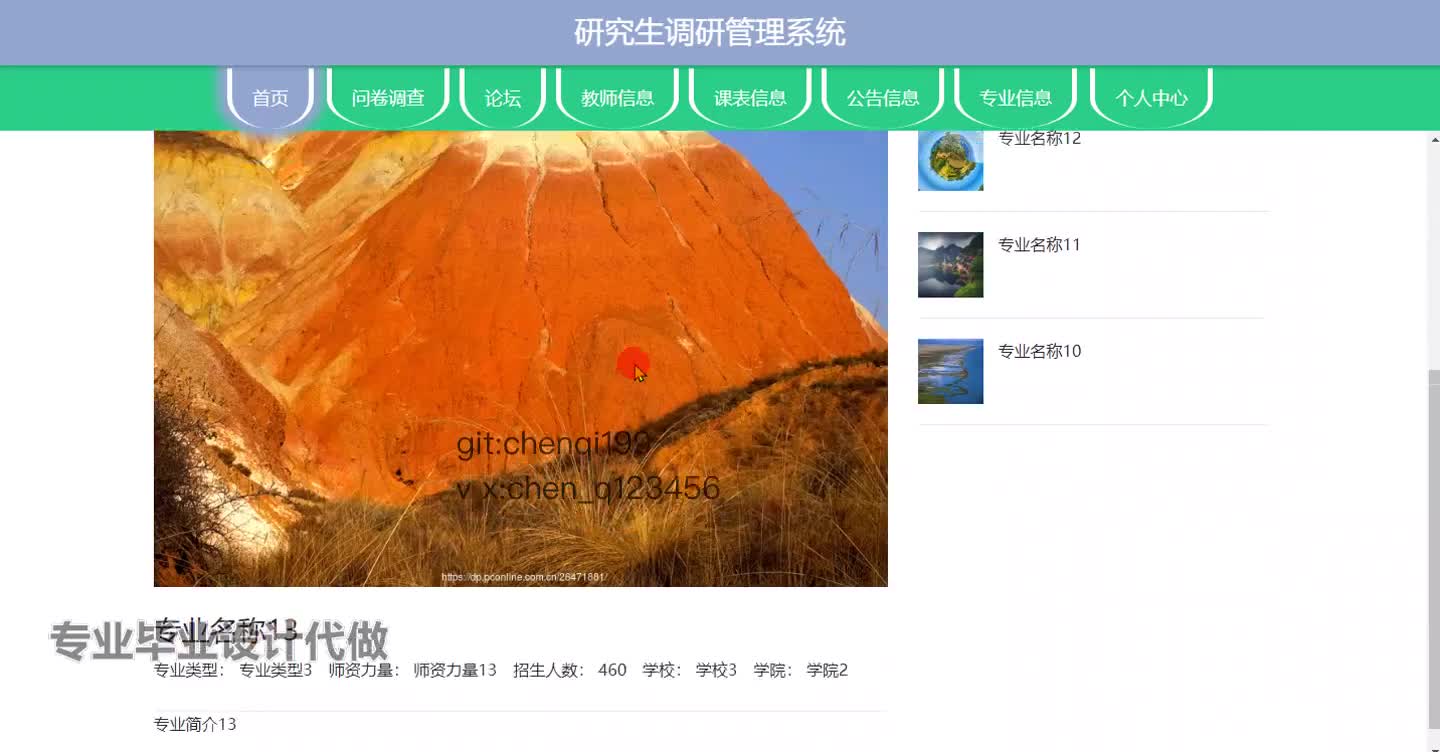 研究生调研管理系统
首页 问卷调查 论坛 教师信息 课表信息 公告信息 专业信息 个人中心
专业名称12
专业名称11
专业名称10
git:chenqi199
v_x:chen_q123456
https://dp.pconline.com.cn/26471881/
专业名称13
专业毕业设计代做
专业类型： 专业类型3 师资力量： 师资力量13 招生人数： 460 学校： 学校3 学院： 学院2
专业简介13